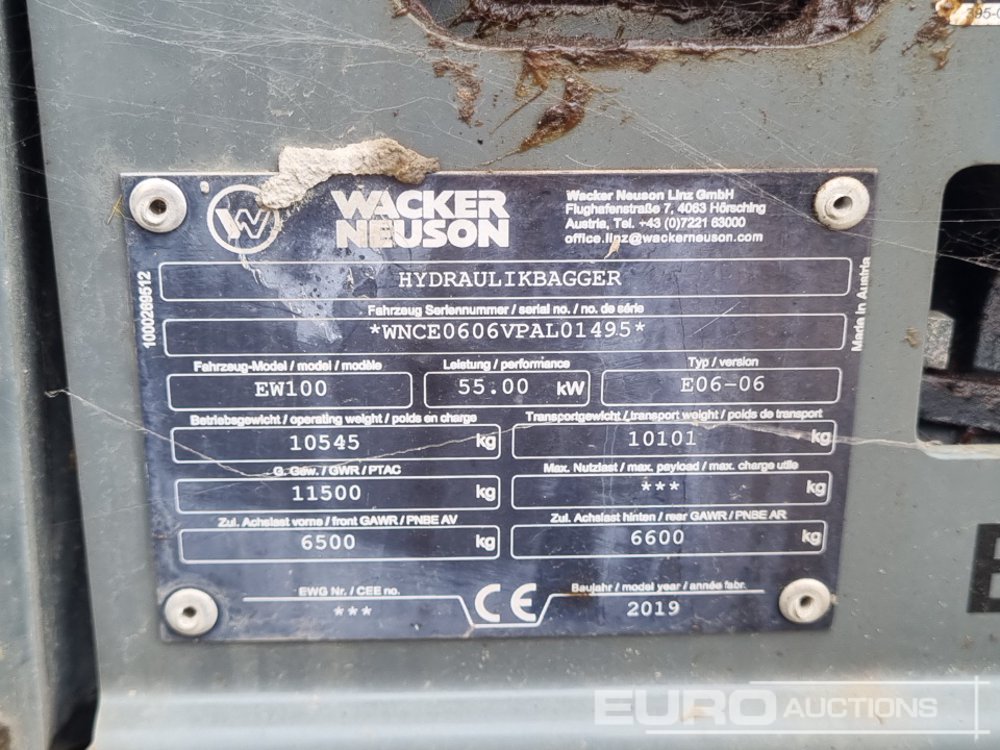 395-0
WACKER
NEUSON
Wacker Neuson Linz GmbH
Flughafenstraße 7, 4063 Hörsching
Austria, Tel. +43 (0)7221 63000
office.linz@wackerneuson.com
HYDRAULIKBAGGER
Fahrzeug Seriennummer / serial no. / no. de série
*WNCE0606VPAL01495*
Fahrzeug-Model / model / modèle
Leistung / performance
Typ / version
EW100
55.00 kW
E06-06
Betriebsgewicht / operating weight / poids en charge
Transportgewicht / transport weight / poids de transport
10545 kg
10101 kg
G. Gew. / GWR / PTAC
Max. Nutzlast / max. payload / max. charge utile
11500 kg
*** kg
Zul. Achslast vorne / front GAWR / PNBE AV
Zul. Achslast hinten / rear GAWR / PNBE AR
6500 kg
6600 kg
EWG Nr. / CEE no.
***
CE
Baujahr / model year / année fabr.
2019
1000289512
Made in Austria
EURO AUCTIONS